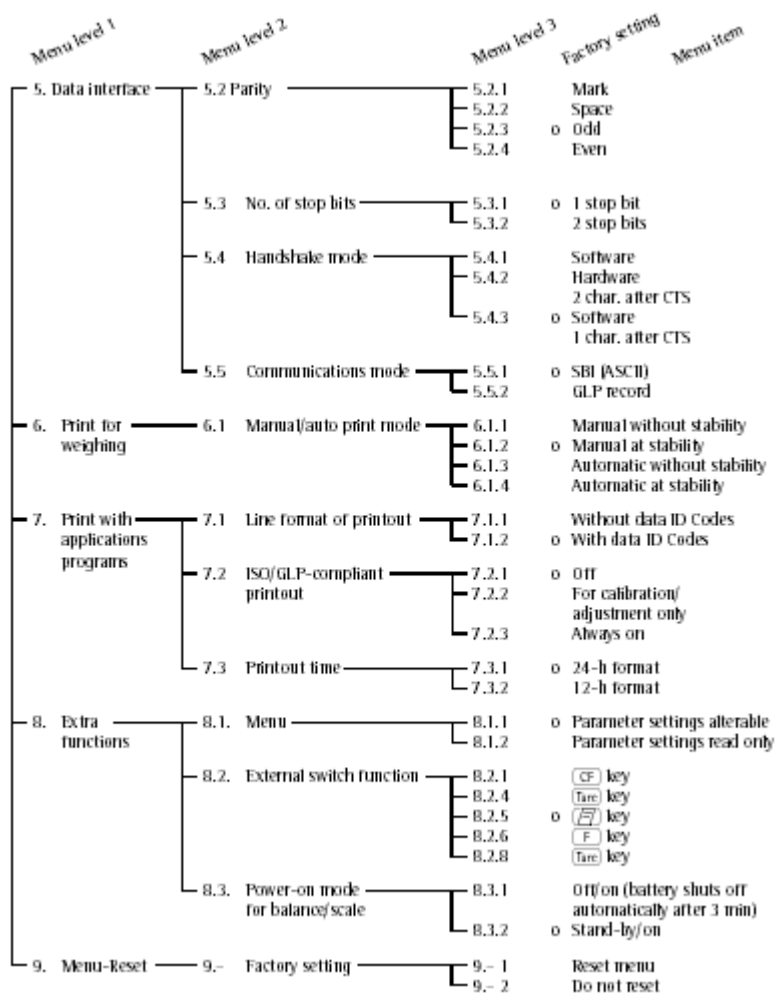 Menu level 1 Menu level 2 Menu level 3 Factory setting Menu item
5. Data interface 5.2 Parity 5.2.1 Mark
5.2.2 Space
5.2.3 o Odd
5.2.4 Even
5.3 No. of stop bits 5.3.1 o 1 stop bit
5.3.2 2 stop bits
5.4 Handshake mode 5.4.1 Software
5.4.2 Hardware
2 char. after CTS
5.4.3 o Software
1 char. after CTS
5.5 Communications mode 5.5.1 o SBI (ASCII)
5.5.2 GLP record
6. Print for 6.1 Manual/auto print mode 6.1.1 Manual without stability
weighing 6.1.2 o Manual at stability
6.1.3 Automatic without stability
6.1.4 Automatic at stability
7. Print with 7.1 Line format of printout 7.1.1 Without data ID Codes
applications 7.1.2 o With data ID Codes
programs
7.2 ISO/GLP-compliant 7.2.1 o Off
printout 7.2.2 For calibration/
adjustment only
7.2.3 Always on
7.3 Printout time 7.3.1 o 24-h format
7.3.2 12-h format
8. Extra 8.1. Menu 8.1.1 o Parameter settings alterable
functions 8.1.2 Parameter settings read only
8.2. External switch function 8.2.1 CF key
8.2.4 Tare key
8.2.5 o key
8.2.6 F key
8.2.8 Tare key
8.3. Power-on mode 8.3.1 Off/on (battery shuts off
for balance/scale automatically after 3 min)
8.3.2 o Stand-by/on
9. Menu-Reset 9.- Factory setting 9.- 1 Reset menu
9.- 2 Do not reset